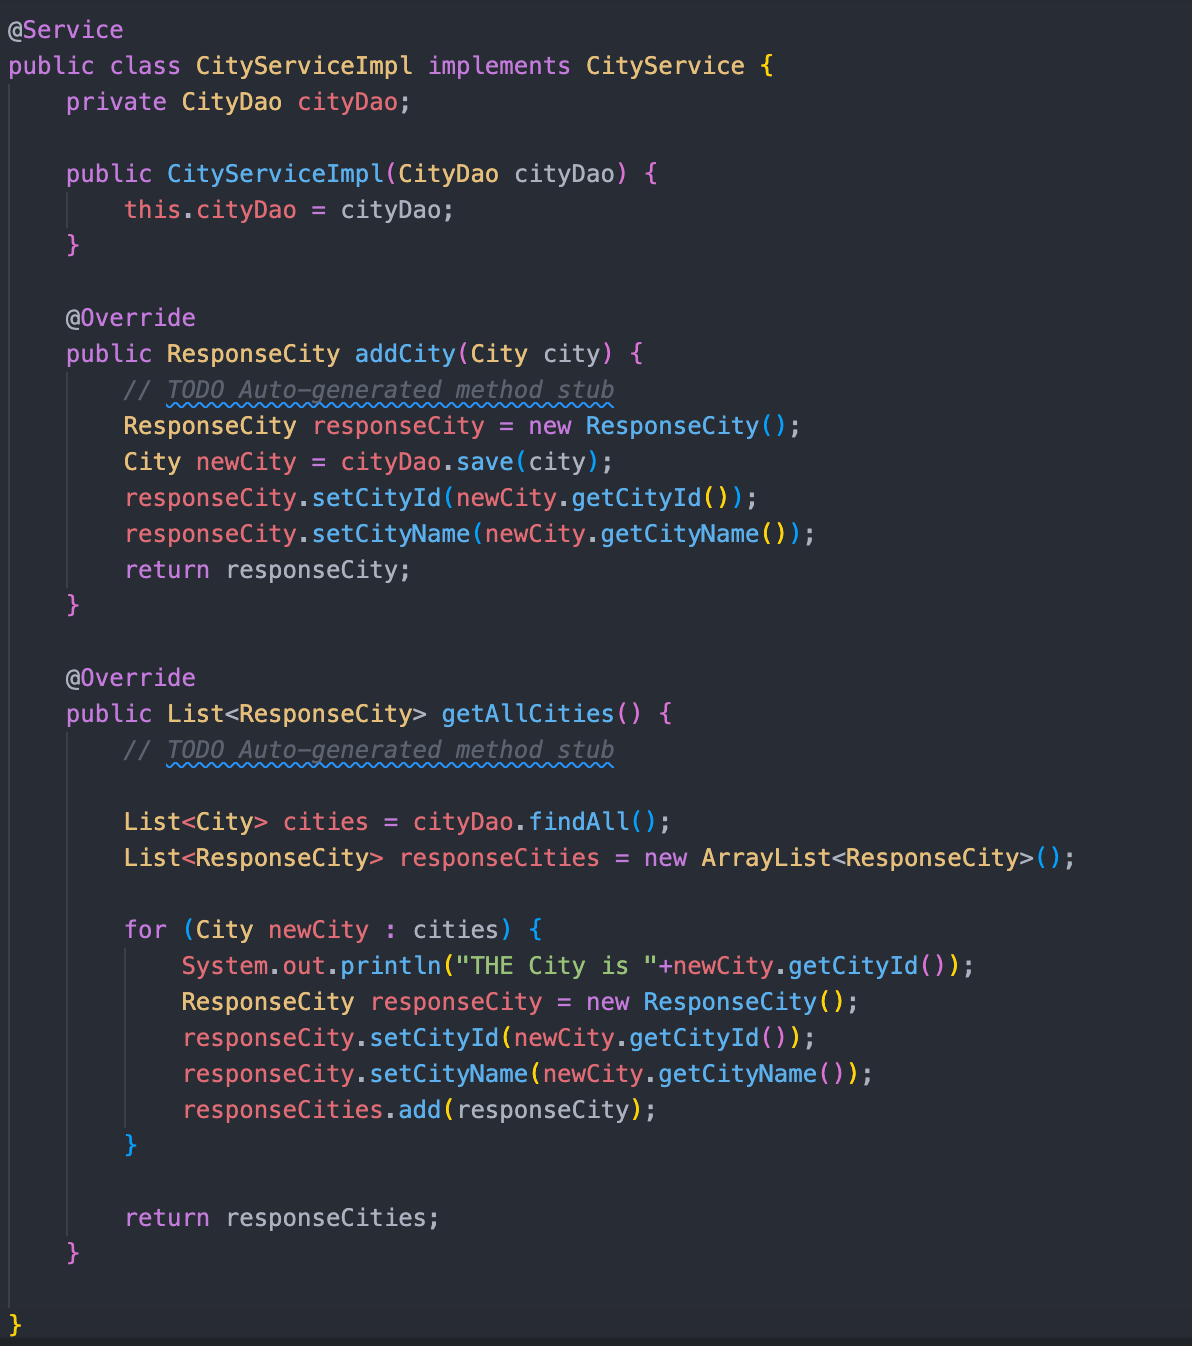 @Service
public class CityServiceImpl implements CityService {
    private CityDao cityDao;

    public CityServiceImpl(CityDao cityDao) {
        this.cityDao = cityDao;
    }

    @Override
    public ResponseCity addCity(City city) {
        // TODO Auto-generated method stub
        ResponseCity responseCity = new ResponseCity();
        City newCity = cityDao.save(city);
        responseCity.setCityId(newCity.getCityId());
        responseCity.setCityName(newCity.getCityName());
        return responseCity;
    }

    @Override
    public List<ResponseCity> getAllCities() {
        // TODO Auto-generated method stub

        List<City> cities = cityDao.findAll();
        List<ResponseCity> responseCities = new ArrayList<ResponseCity>();

        for (City newCity : cities) {
            System.out.println("THE City is "+newCity.getCityId());
            ResponseCity responseCity = new ResponseCity();
            responseCity.setCityId(newCity.getCityId());
            responseCity.setCityName(newCity.getCityName());
            responseCities.add(responseCity);
        }

        return responseCities;
    }

}